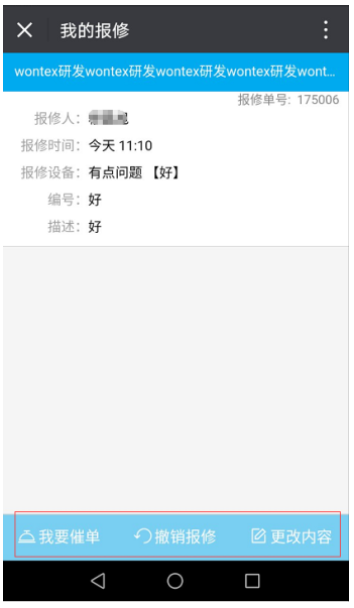 我的报修
wontex研发wontex研发wontex研发wontex研发wont...
报修单号: 175006
报修人:
报修时间: 今天 11:10
报修设备: 有点问题 【好】
编号: 好
描述: 好
我要催单 撤销报修 更改内容